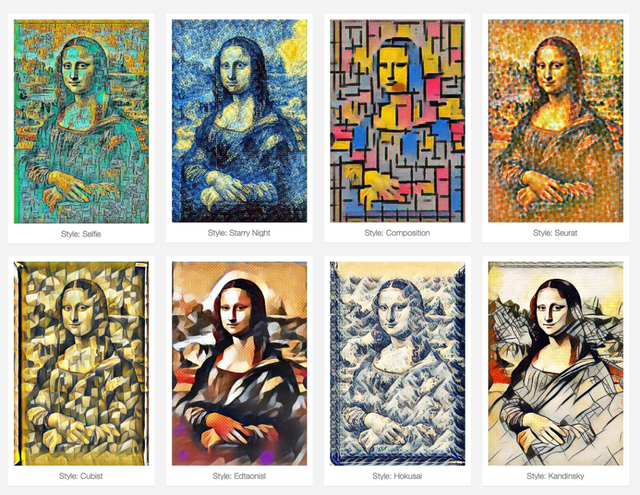 Style: Selfie
Style: Starry Night
Style: Composition
Style: Seurat
Style: Cubist
Style: Edtaonisl
Style: Hokusai
Style: Kandinsky